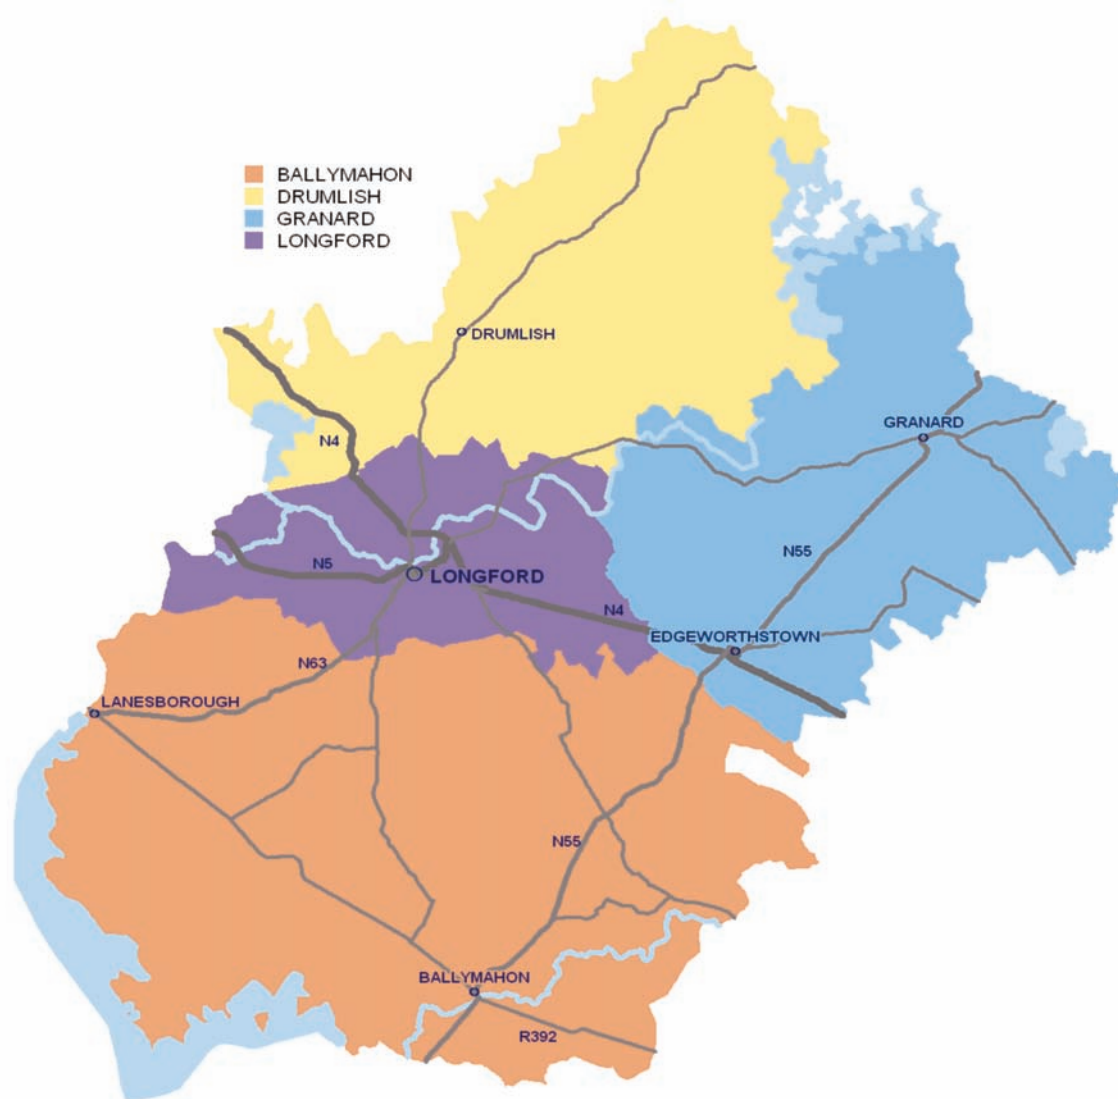 BALLYMAHON
DRUMLISH
GRANARD
LONGFORD
DRUMLISH
GRANARD
N4
N55
N5
LONGFORD
N4
EDGEWORTHSTOWN
N63
LANESBOROUGH
N55
BALLYMAHON
R392